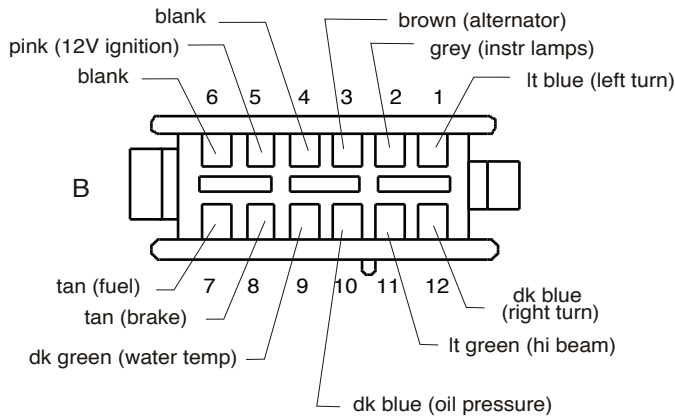 blank
brown (alternator)
pink (12V ignition)
grey (instr lamps)
blank
lt blue (left turn)
6 5 4 3 2 1
B
7 8 9 10 11 12
tan (fuel)
dk blue
(right turn)
tan (brake)
dk green (water temp)
lt green (hi beam)
dk blue (oil pressure)